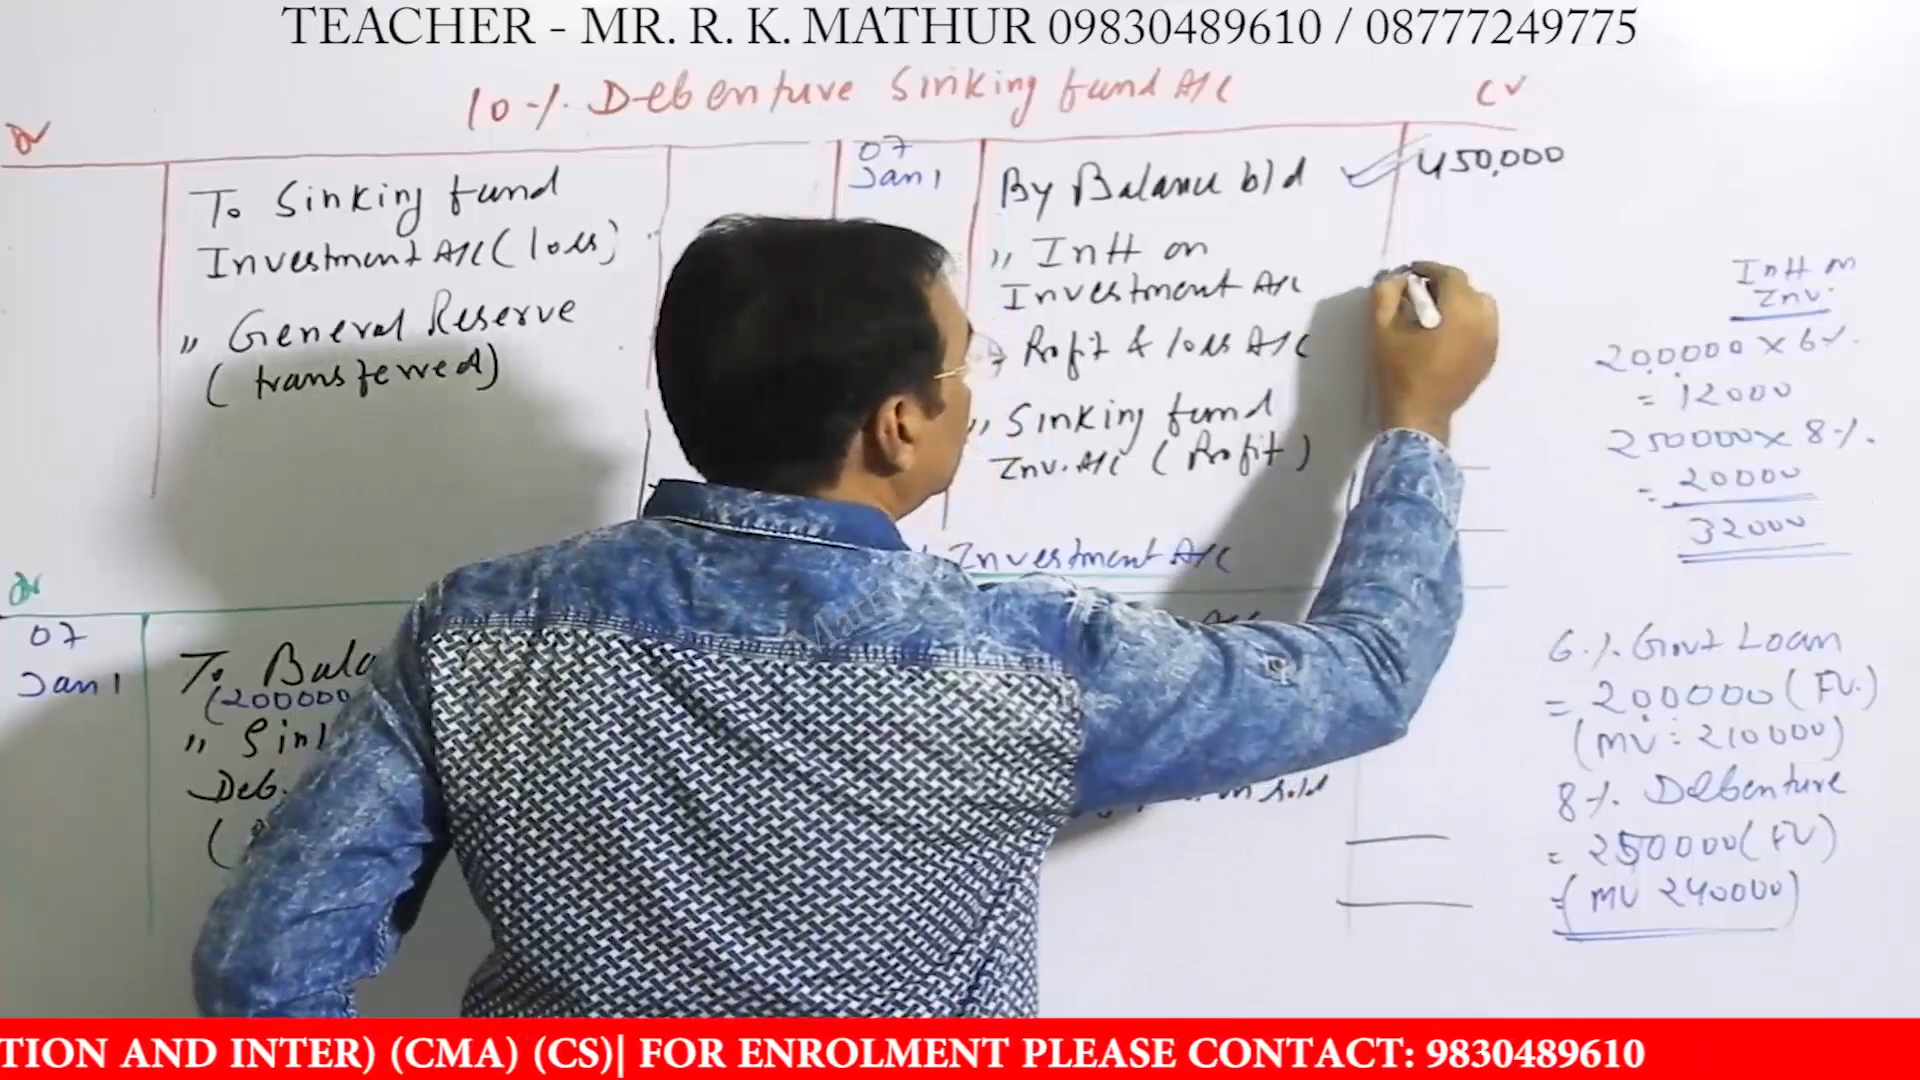 TEACHER - MR. R. K. MATHUR 09830489610 / 08777249775
10 % Debenture Sinking fund A/C
Dr
Cr
To Sinking fund
Investment A/C (loss)
" General Reserve
(transferred)
07
Jan 1
By Balance b/d
450,000
" Intt on
Investment A/C
" Profit & loss A/C
" Sinking fund
Inv. A/C (Profit)
Intt on
Inv.
200000 x 6%.
= 12000
250000 x 8%.
= 20000
32000
Investment A/C
Dr
07
Jan 1
To Bala
(200000
" Sin
Deb.
(
sold
6%. Govt Loan
= 200000 (FV.)
(MV : 210000)
8%. Debenture
= 250000 (FV)
=(MV 240000)
TION AND INTER) (CMA) (CS)| FOR ENROLMENT PLEASE CONTACT: 9830489610